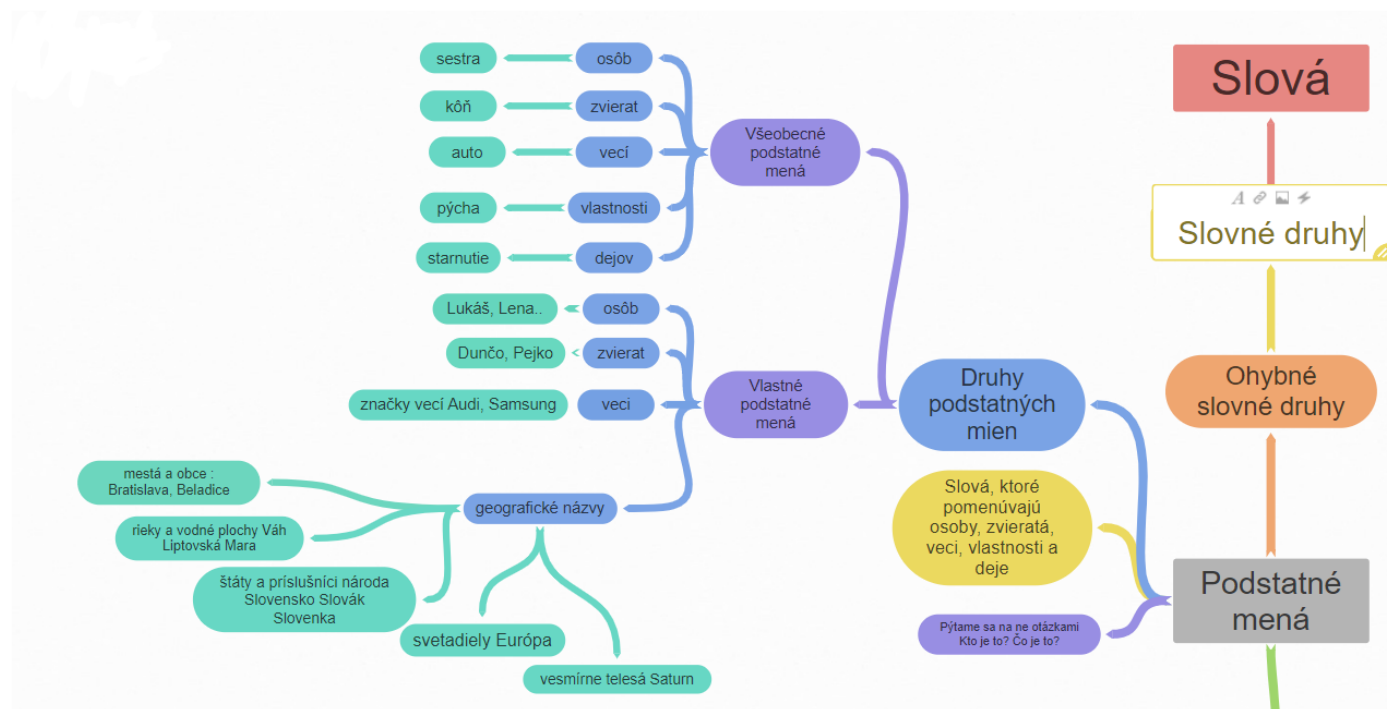 Slová
Slovné druhy
Ohybné
slovné druhy
Podstatné
mená
Druhy
podstatných
mien
Slová, ktoré
pomenúvajú
osoby, zvieratá,
veci, vlastnosti a
deje
Pýtame sa na ne otázkami
Kto je to? Čo je to?
Všeobecné
podstatné
mená
osôb
sestra
zvierat
kôň
vecí
auto
vlastnosti
pýcha
dejov
starnutie
Vlastné
podstatné
mená
osôb
Lukáš, Lena..
zvierat
Dunčo, Pejko
veci
značky vecí Audi, Samsung
geografické názvy
mestá a obce :
Bratislava, Beladice
rieky a vodné plochy Váh
Liptovská Mara
štáty a príslušníci národa
Slovensko Slovák
Slovenka
svetadiely Európa
vesmírne telesá Saturn